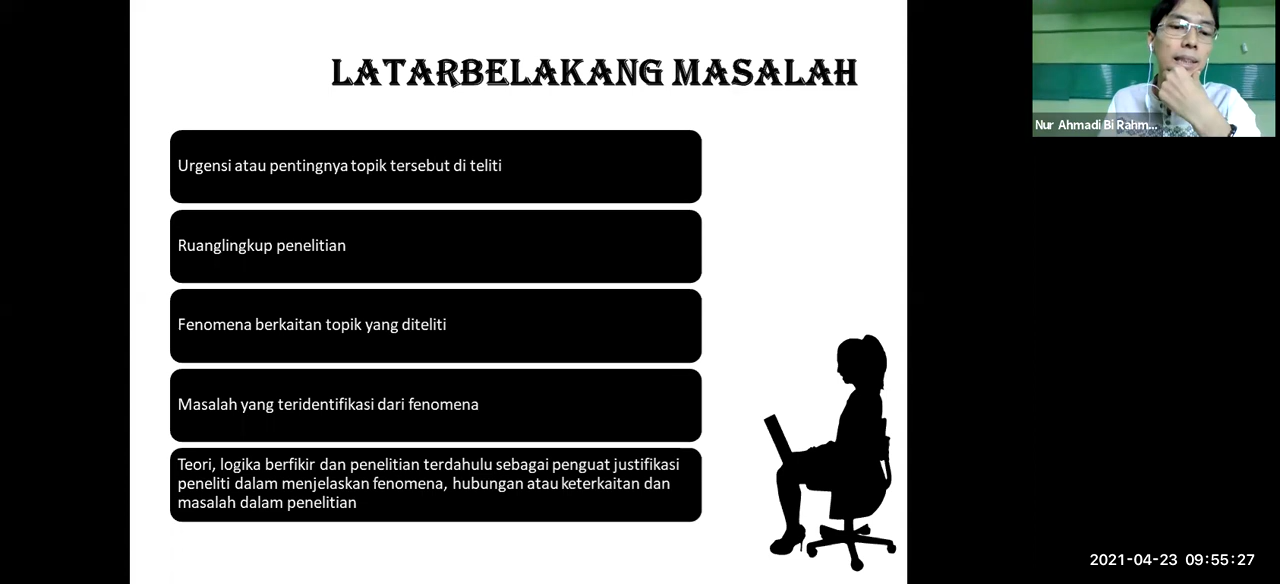 LATARBELAKANG MASALAH
Urgensi atau pentingnya topik tersebut di teliti
Ruanglingkup penelitian
Fenomena berkaitan topik yang diteliti
Masalah yang teridentifikasi dari fenomena
Teori, logika berfikir dan penelitian terdahulu sebagai penguat justifikasi
peneliti dalam menjelaskan fenomena, hubungan atau keterkaitan dan
masalah dalam penelitian
Nur Ahmadi Bi Rahm...
2021-04-23 09:55:27